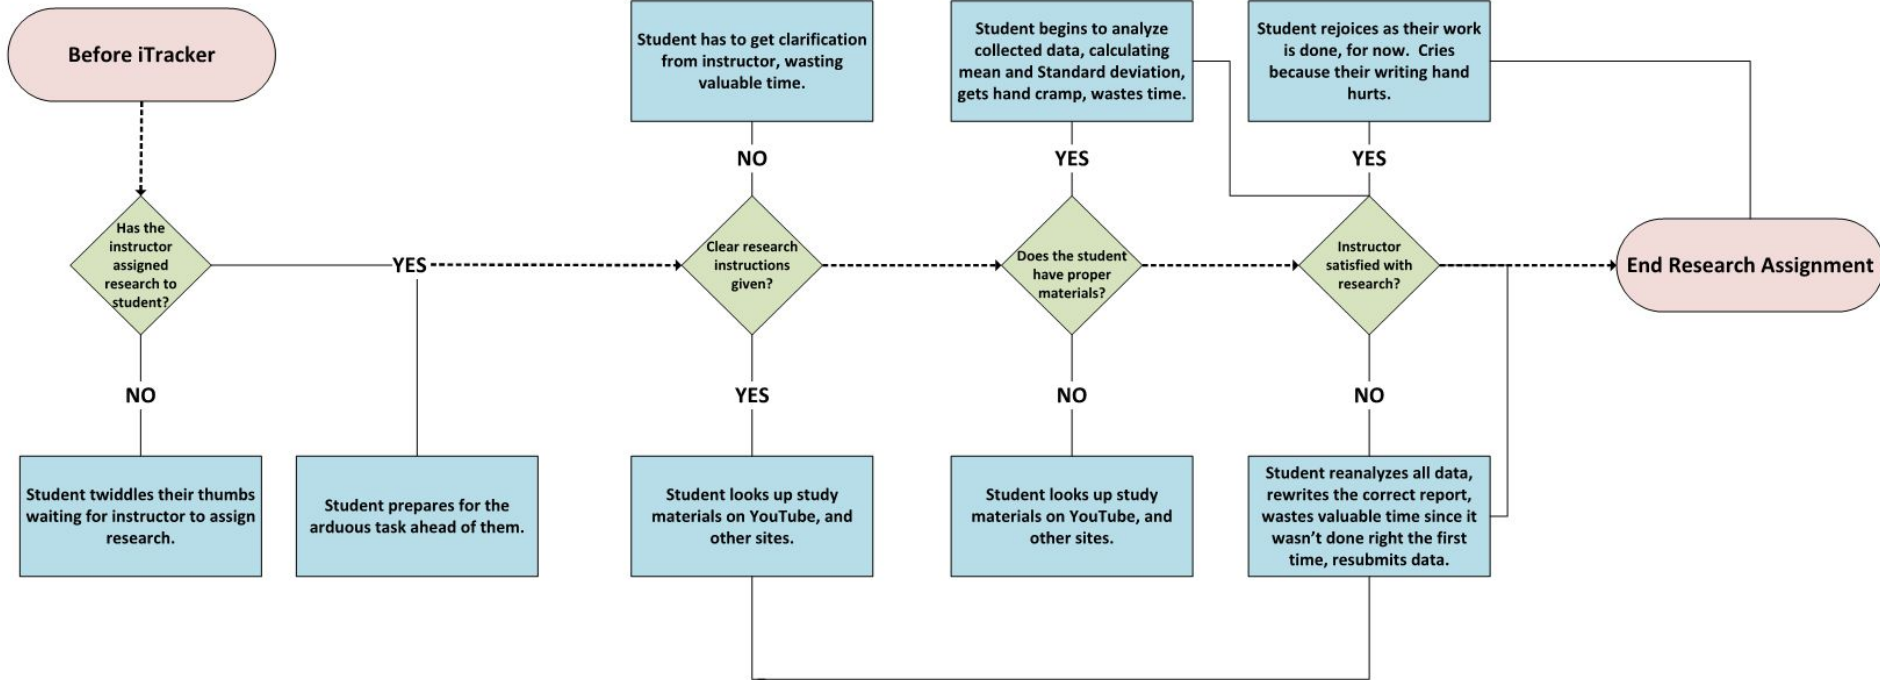 Before iTracker
Student has to get clarification
from instructor, wasting
valuable time.
Student begins to analyze
collected data, calculating
mean and Standard deviation,
gets hand cramp, wastes time.
Student rejoices as their work
is done, for now.  Cries
because their writing hand
hurts.
NO
YES
YES
Has the
instructor
assigned
research to
student?
YES
Clear research
instructions
given?
Does the student
have proper
materials?
Instructor
satisfied with
research?
End Research Assignment
NO
YES
NO
NO
Student twiddles their thumbs
waiting for instructor to assign
research.
Student prepares for the
arduous task ahead of them.
Student looks up study
materials on YouTube, and
other sites.
Student looks up study
materials on YouTube, and
other sites.
Student reanalyzes all data,
rewrites the correct report,
wastes valuable time since it
wasn’t done right the first
time, resubmits data.